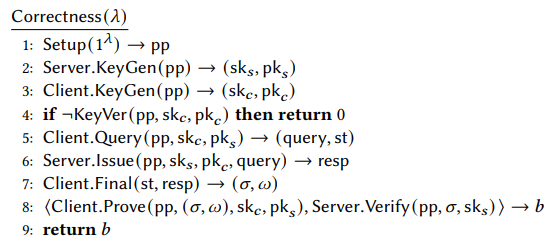 Correctness(λ)
1: Setup(1^λ) → pp
2: Server.KeyGen(pp) → (sk_s, pk_s)
3: Client.KeyGen(pp) → (sk_c, pk_c)
4: if ¬KeyVer(pp, sk_c, pk_c) then return 0
5: Client.Query(pp, sk_c, pk_s) → (query, st)
6: Server.Issue(pp, sk_s, pk_c, query) → resp
7: Client.Final(st, resp) → (σ, ω)
8: ⟨Client.Prove(pp, (σ, ω), sk_c, pk_s), Server.Verify(pp, σ, sk_s)⟩ → b
9: return b